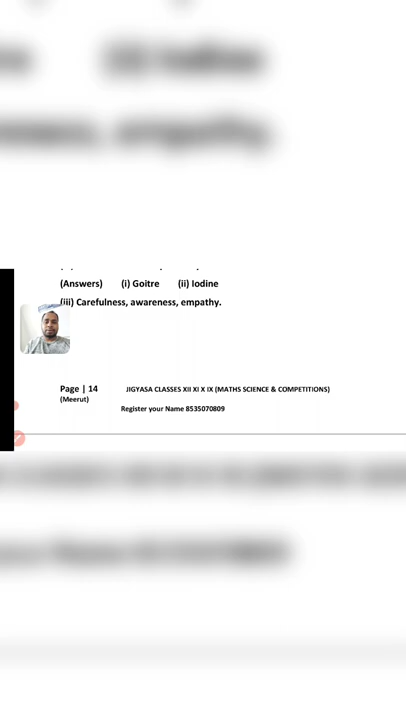 (Answers) (i) Goitre (ii) Iodine
(iii) Carefulness, awareness, empathy.
Page | 14 JIGYASA CLASSES XII XI X IX (MATHS SCIENCE & COMPETITIONS)
(Meerut)
Register your Name 8535070809